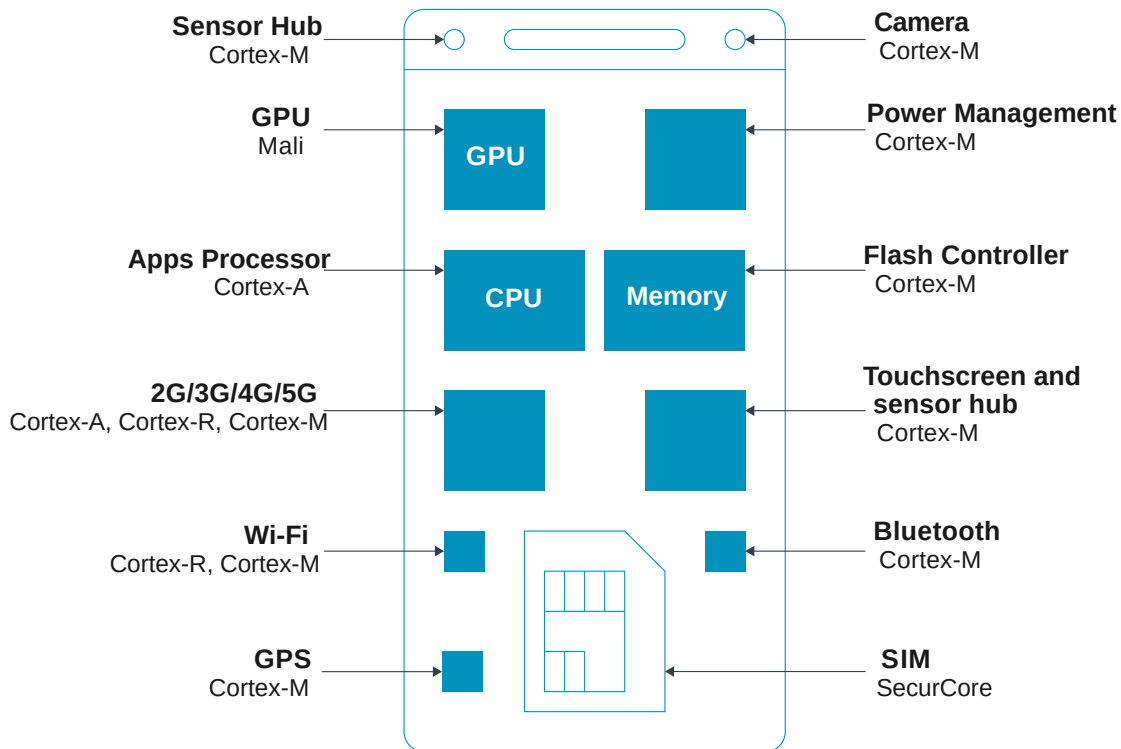 Sensor Hub
Cortex-M
Camera
Cortex-M
GPU
Mali
GPU
Power Management
Cortex-M
Apps Processor
Cortex-A
CPU
Memory
Flash Controller
Cortex-M
2G/3G/4G/5G
Cortex-A, Cortex-R, Cortex-M
Touchscreen and
sensor hub
Cortex-M
Wi-Fi
Cortex-R, Cortex-M
Bluetooth
Cortex-M
GPS
Cortex-M
SIM
SecurCore